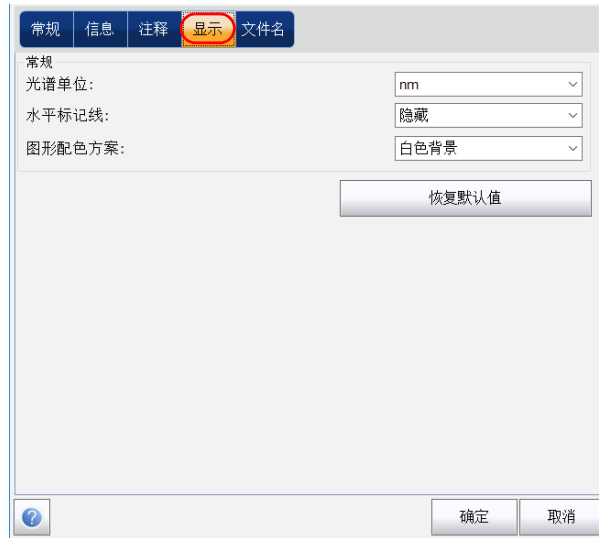 常规 信息 注释 显示 文件名
常规
光谱单位: nm
水平标记线: 隐藏
图形配色方案: 白色背景
恢复默认值
? 确定 取消